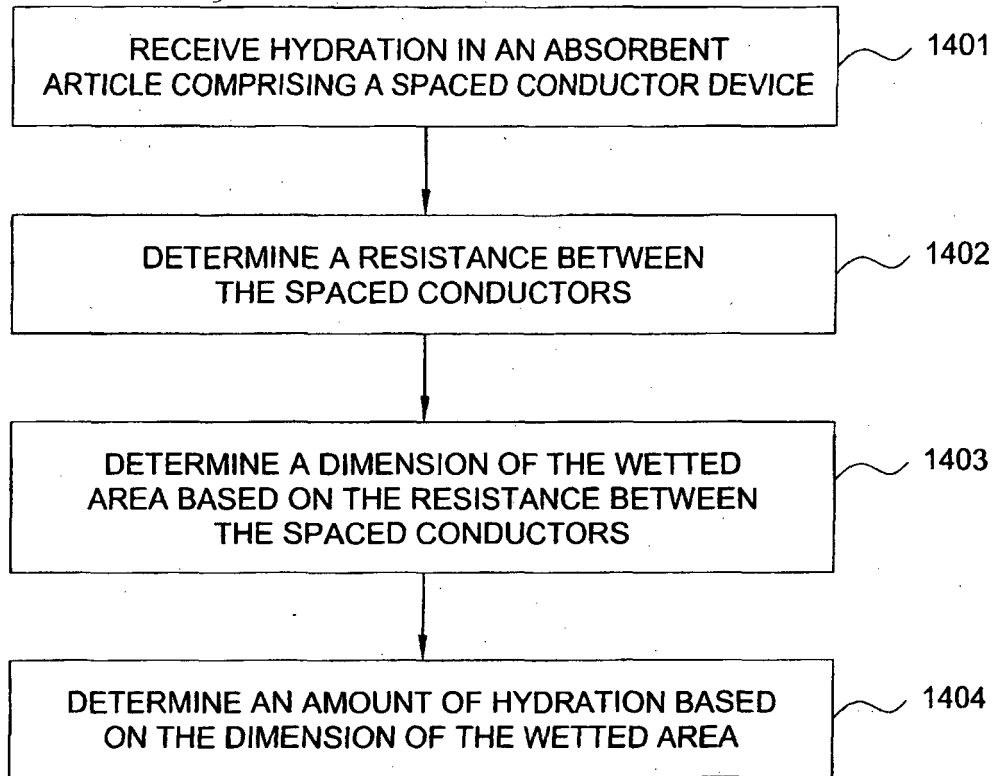 RECEIVE HYDRATION IN AN ABSORBENT
ARTICLE COMPRISING A SPACED CONDUCTOR DEVICE
1401
DETERMINE A RESISTANCE BETWEEN
THE SPACED CONDUCTORS
1402
DETERMINE A DIMENSION OF THE WETTED
AREA BASED ON THE RESISTANCE BETWEEN
THE SPACED CONDUCTORS
1403
DETERMINE AN AMOUNT OF HYDRATION BASED
ON THE DIMENSION OF THE WETTED AREA
1404